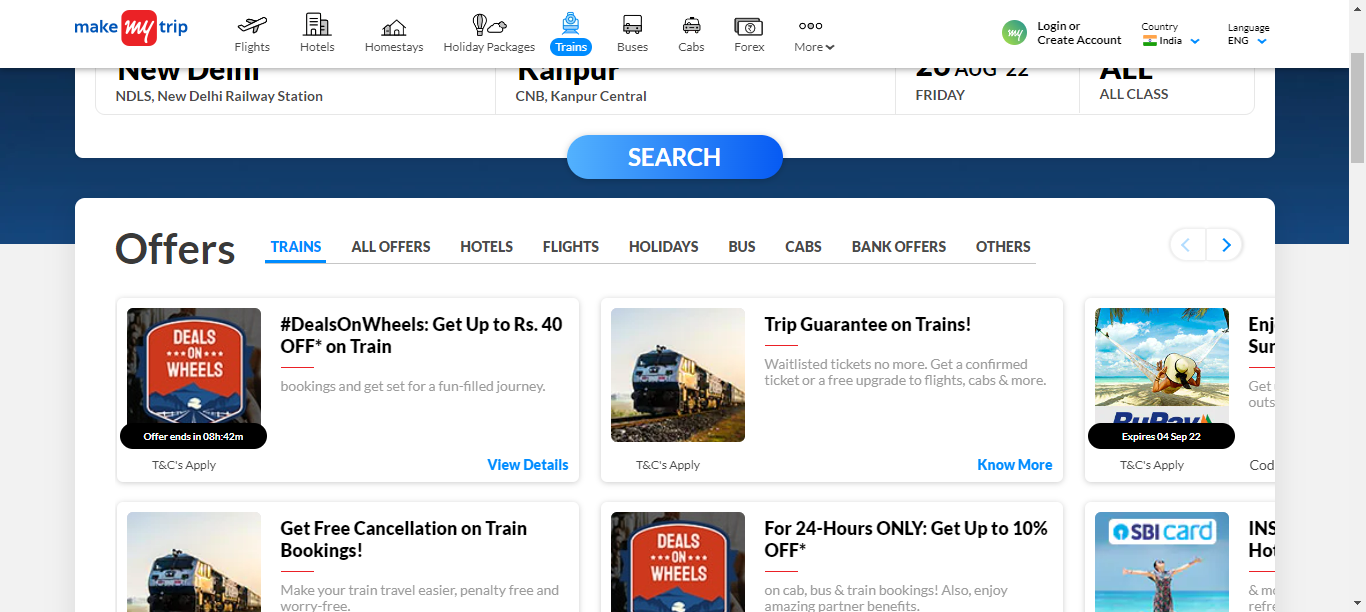 make my trip
Flights
Hotels
Homestays
Holiday Packages
Trains
Buses
Cabs
Forex
More
my
Login or
Create Account
Country
India
Language
ENG
New Delhi
NDLS, New Delhi Railway Station
Kanpur
CNB, Kanpur Central
26 AUG '22
FRIDAY
ALL
ALL CLASS
SEARCH
Offers
TRAINS
ALL OFFERS
HOTELS
FLIGHTS
HOLIDAYS
BUS
CABS
BANK OFFERS
OTHERS
DEALS
ON
WHEELS
Offer ends in 08h:42m
#DealsOnWheels: Get Up to Rs. 40
OFF* on Train
bookings and get set for a fun-filled journey.
T&C's Apply
View Details
Trip Guarantee on Trains!
Waitlisted tickets no more. Get a confirmed
ticket or a free upgrade to flights, cabs & more.
T&C's Apply
Know More
RuPay
Expires 04 Sep 22
Enj
Sur
Get
outs
T&C's Apply
Cod
Get Free Cancellation on Train
Bookings!
Make your train travel easier, penalty free and
worry-free.
DEALS
ON
WHEELS
For 24-Hours ONLY: Get Up to 10%
OFF*
on cab, bus & train bookings! Also, enjoy
amazing partner benefits.
SBI card
INS
Hot
& mo
refr